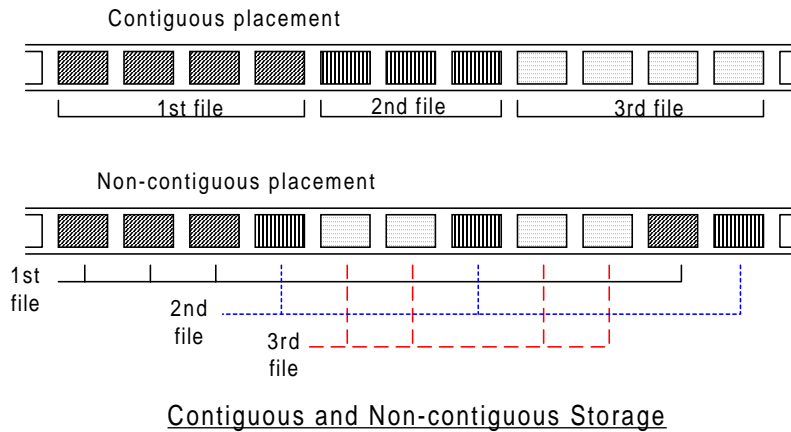 Contiguous placement
1st file
2nd file
3rd file
Non-contiguous placement
1st
file
2nd
file
3rd
file
Contiguous and Non-contiguous Storage